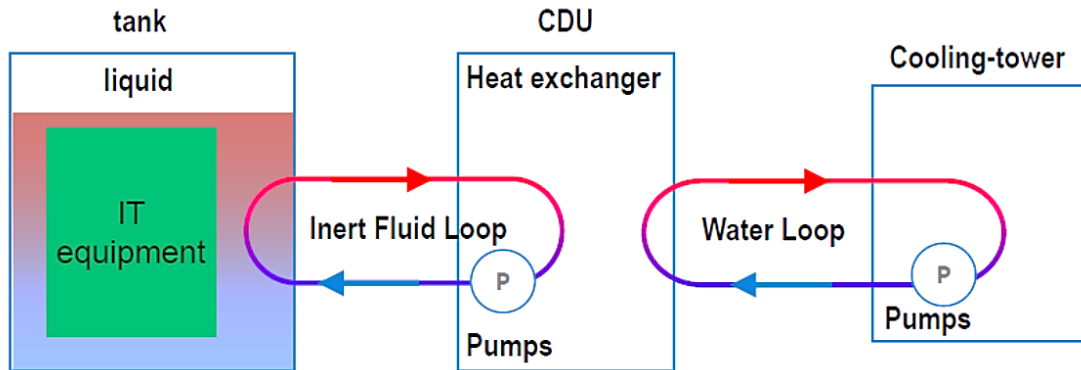 tank
CDU
liquid
Heat exchanger
Cooling-tower
IT
equipment
Inert Fluid Loop
Water Loop
P
P
Pumps
Pumps